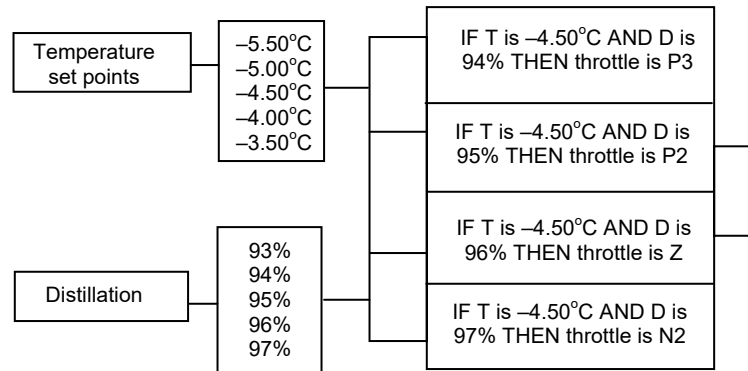 Temperature
set points
–5.50°C
–5.00°C
–4.50°C
–4.00°C
–3.50°C
Distillation
93%
94%
95%
96%
97%
IF T is –4.50°C AND D is
94% THEN throttle is P3
IF T is –4.50°C AND D is
95% THEN throttle is P2
IF T is –4.50°C AND D is
96% THEN throttle is Z
IF T is –4.50°C AND D is
97% THEN throttle is N2